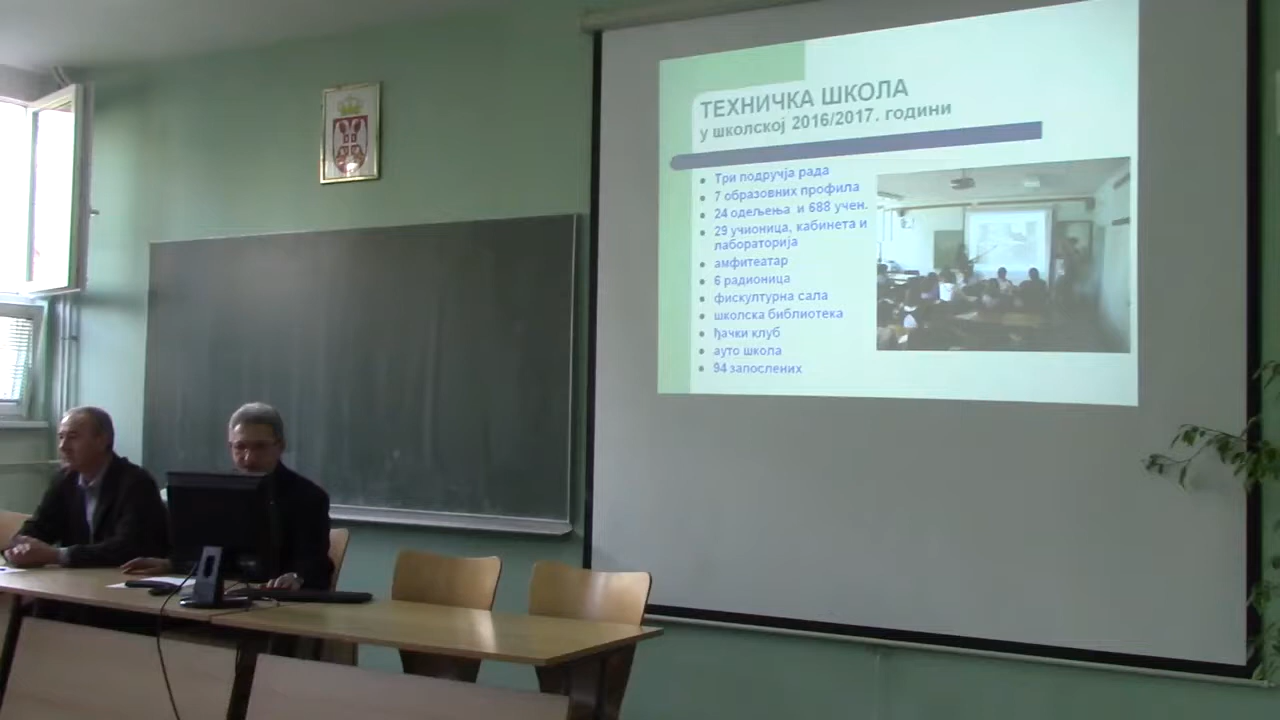 ТЕХНИЧКА ШКОЛА
у школској 2016/2017. години
Три подручја рада
7 образовних профила
24 одељења и 688 учен.
29 учионица, кабинета и
лабораторија
амфитеатар
6 радионица
фискултурна сала
школска библиотека
ђачки клуб
ауто школа
94 запослених